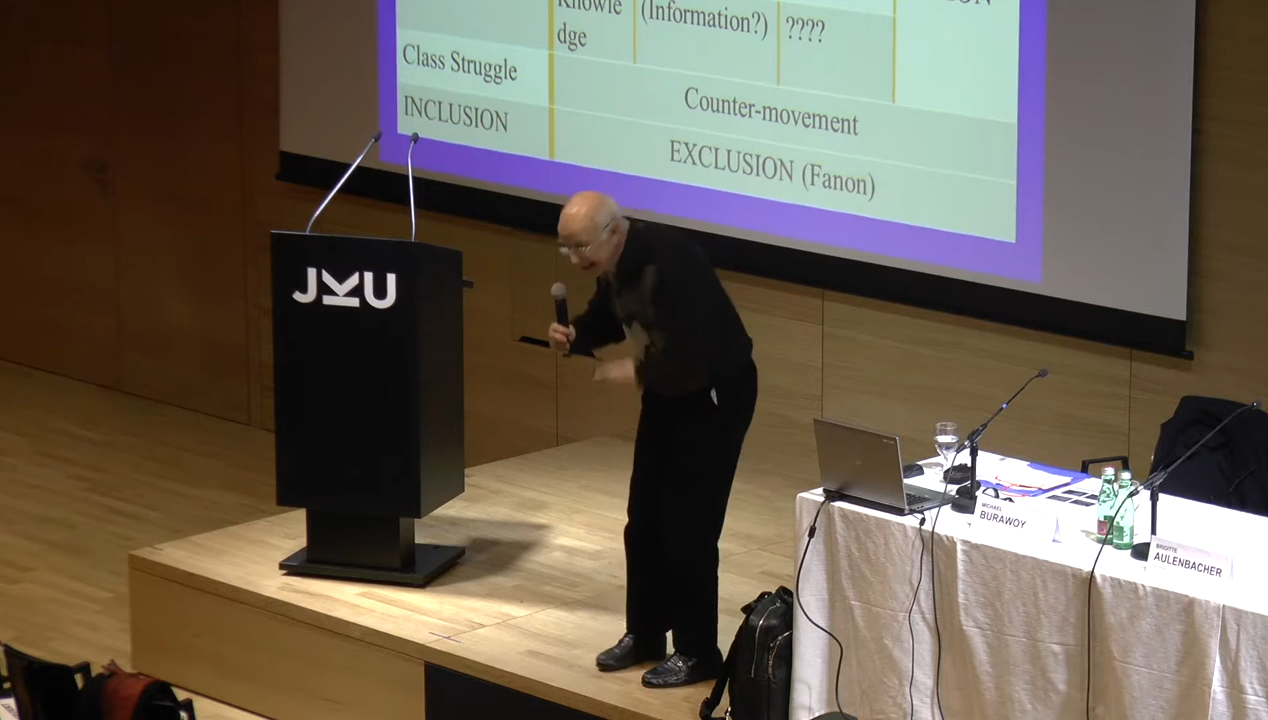 Knowle
dge
(Information?)
????
Class Struggle
Counter-movement
INCLUSION
EXCLUSION (Fanon)
JKU
MICHAEL
BURAWOY
BRIGITTE
AULENBACHER